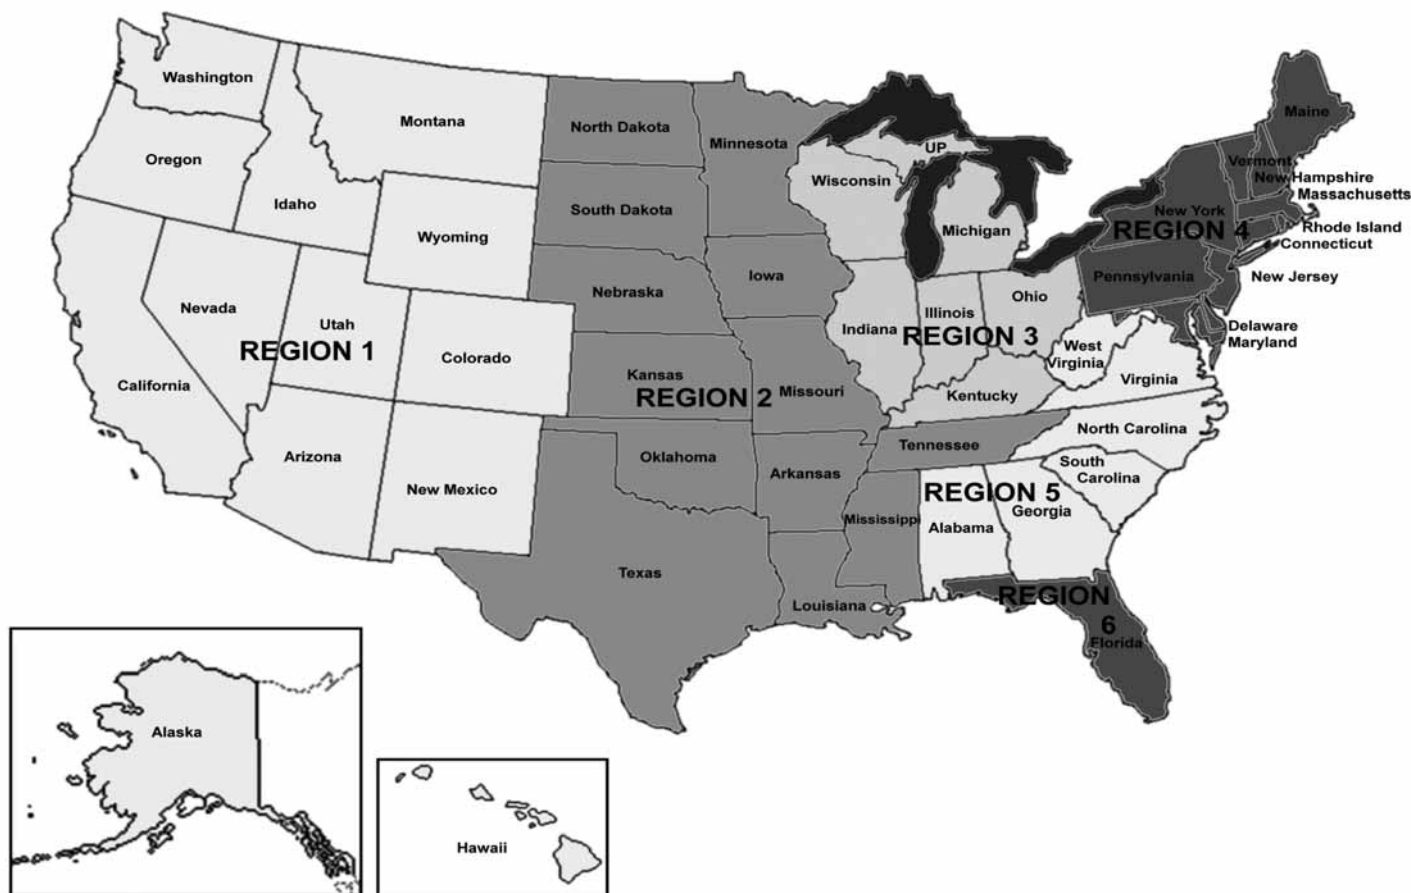 Washington
Montana
North Dakota
Minnesota
Maine
Oregon
Idaho
Wyoming
South Dakota
Wisconsin
UP
Michigan
Vermont
New Hampshire
Massachusetts
New York
REGION 4
Rhode Island
Connecticut
Pennsylvania
New Jersey
Nevada
Utah
REGION 1
Colorado
California
Nebraska
Iowa
Indiana
Illinois
Ohio
REGION 3
Delaware
Maryland
West
Virginia
Virginia
Kansas
REGION 2
Missouri
Kentucky
Arizona
New Mexico
Oklahoma
Arkansas
Tennessee
North Carolina
South
Carolina
REGION 5
Mississippi
Alabama
Georgia
Texas
Louisiana
REGION
6
Florida
Alaska
Hawaii